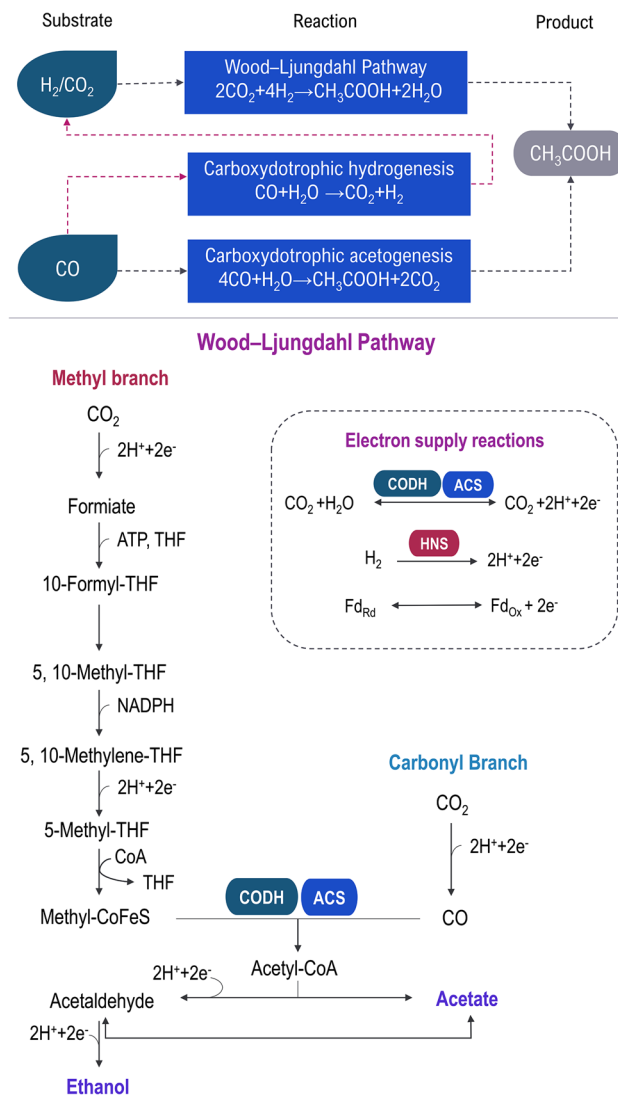 Substrate
Reaction
Product
H₂/CO₂
Wood–Ljungdahl Pathway
2CO₂+4H₂→CH₃COOH+2H₂O
CH₃COOH
Carboxydotrophic hydrogenesis
CO+H₂O →CO₂+H₂
CO
Carboxydotrophic acetogenesis
4CO+H₂O→CH₃COOH+2CO₂
Wood–Ljungdahl Pathway
Methyl branch
CO₂
2H⁺+2e⁻
Formiate
ATP, THF
10-Formyl-THF
5, 10-Methyl-THF
NADPH
5, 10-Methylene-THF
2H⁺+2e⁻
5-Methyl-THF
CoA
THF
Methyl-CoFeS
Electron supply reactions
CODH ACS
CO₂ +H₂O
CO₂ +2H⁺+2e⁻
HNS
H₂
2H⁺+2e⁻
Fd_Rd
Fd_Ox + 2e⁻
Carbonyl Branch
CO₂
2H⁺+2e⁻
CO
CODH ACS
Acetyl-CoA
2H⁺+2e⁻
Acetaldehyde
Acetate
2H⁺+2e⁻
Ethanol